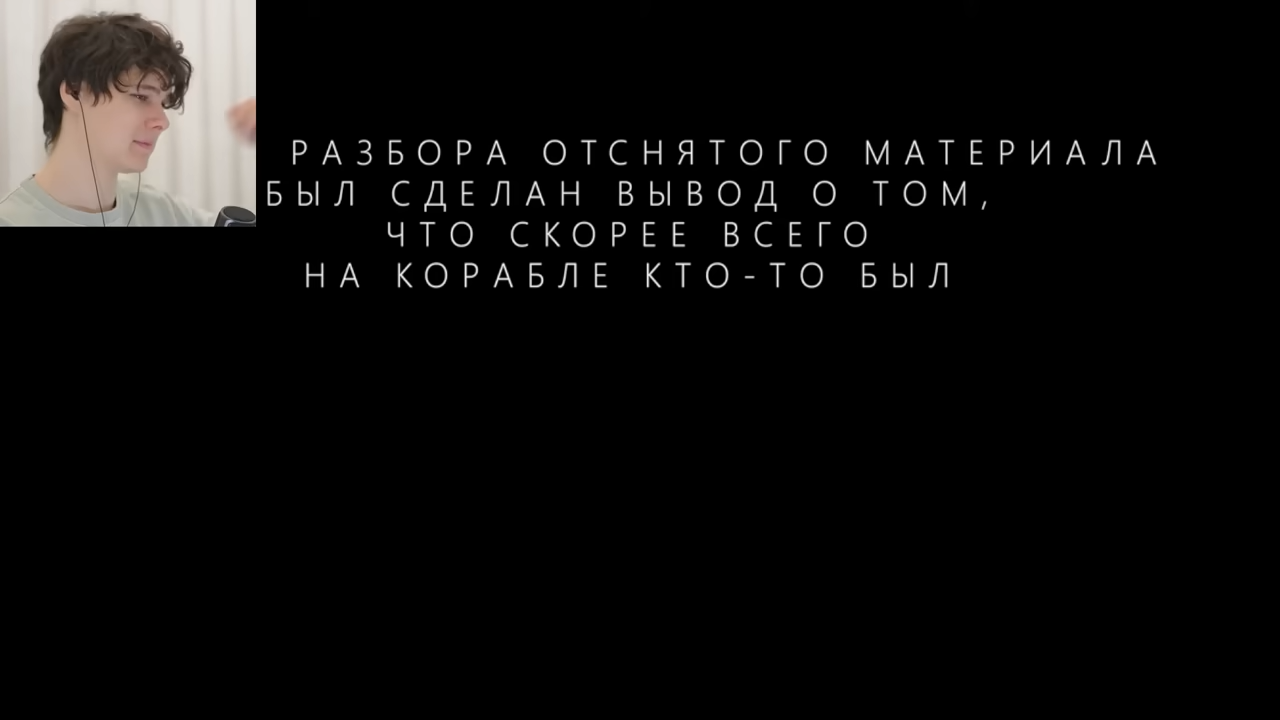 РАЗБОРА ОТСНЯТОГО МАТЕРИАЛА
БЫЛ СДЕЛАН ВЫВОД О ТОМ,
ЧТО СКОРЕЕ ВСЕГО
НА КОРАБЛЕ КТО-ТО БЫЛ